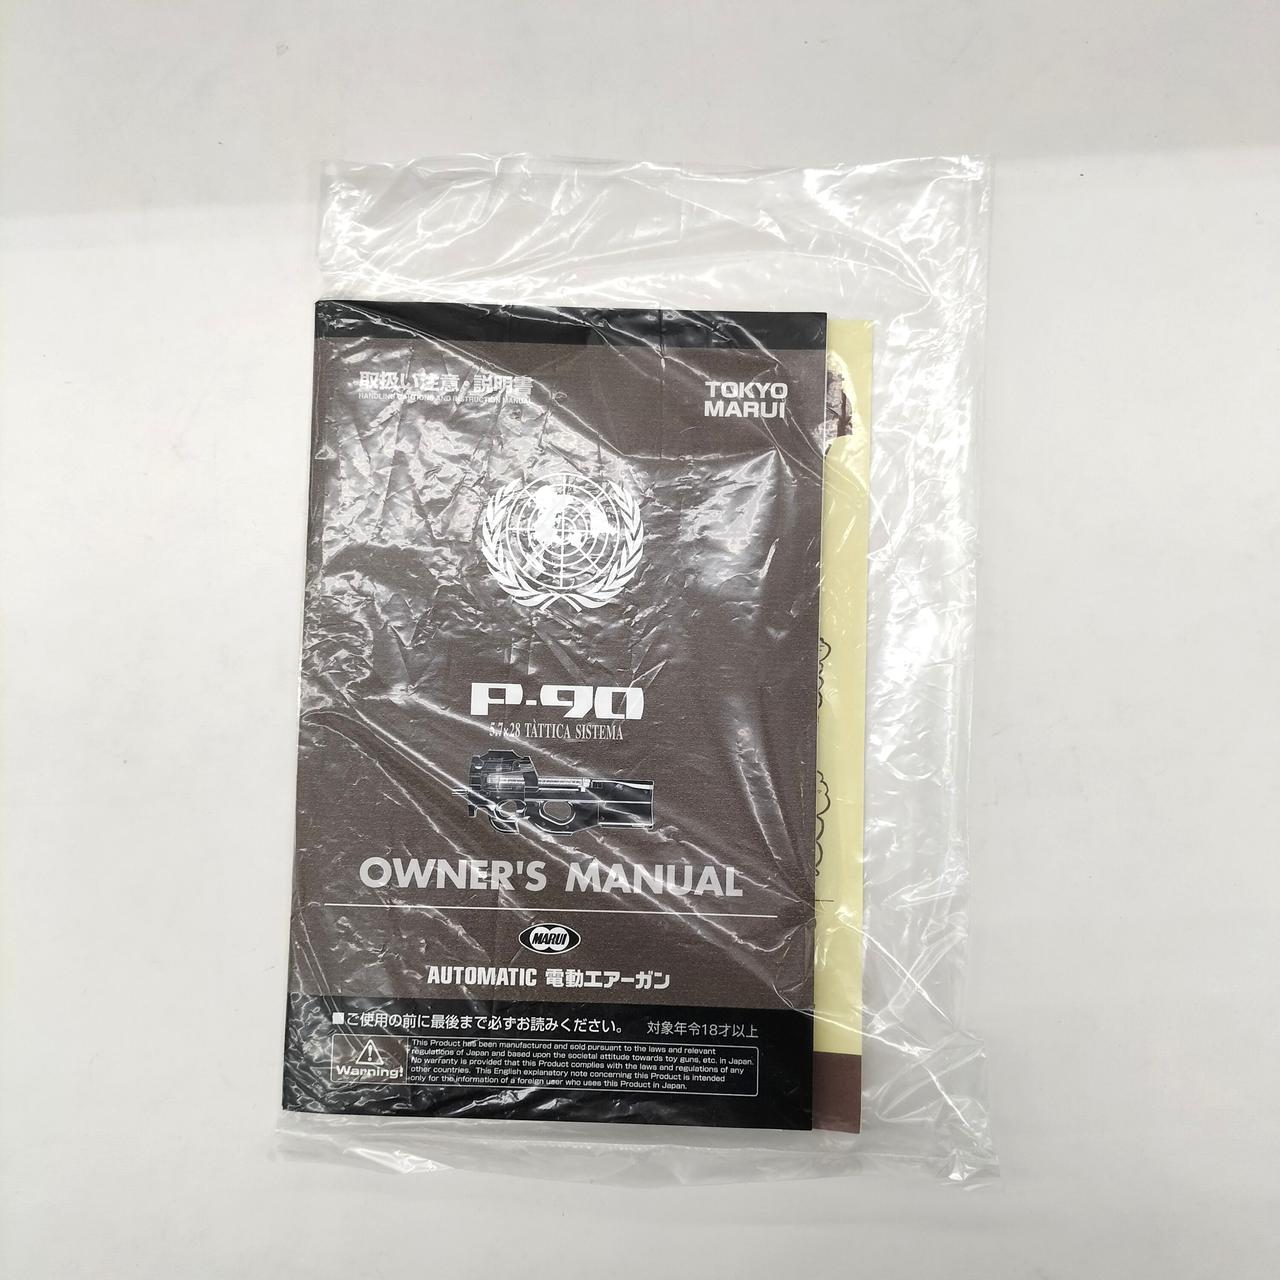 取扱い注意・説明書
HANDLING CAUTIONS AND INSTRUCTION MANUAL
TOKYO
MARUI
P-90
5.7x28 TATTICA SISTEMA
OWNER'S MANUAL
MARUI
AUTOMATIC 電動エアーガン
■ご使用の前に最後まで必ずお読みください。 対象年令18才以上
Warning!
This Product has been manufactured and sold pursuant to the laws and relevant
regulations of Japan and based upon the societal attitude towards toy guns, etc. in Japan.
No warranty is provided that this Product complies with the laws and regulations of any
other countries. This English explanatory note concerning this Product is intended
only for the information of a foreign user who uses this Product in Japan.